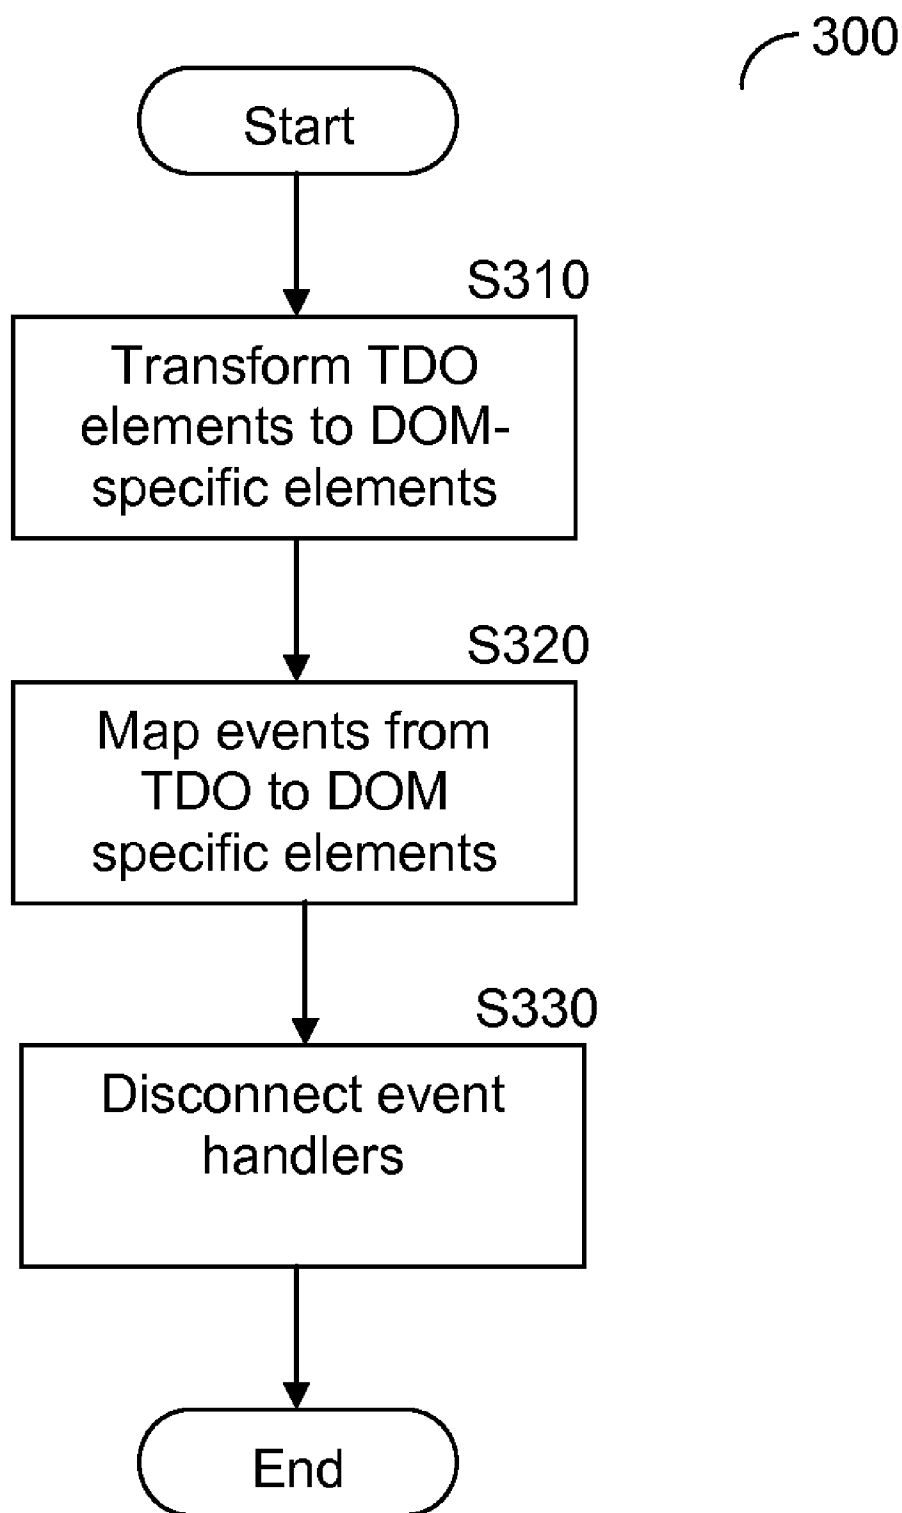 300
Start
S310
Transform TDO
elements to DOM-
specific elements
S320
Map events from
TDO to DOM
specific elements
S330
Disconnect event
handlers
End